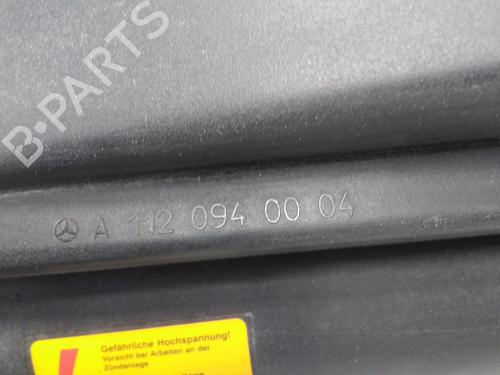 B-PARTS
A 112 094 00 04
Gefährliche Hochspannung!
Vorsicht bei Arbeiten an der
Zündanlage